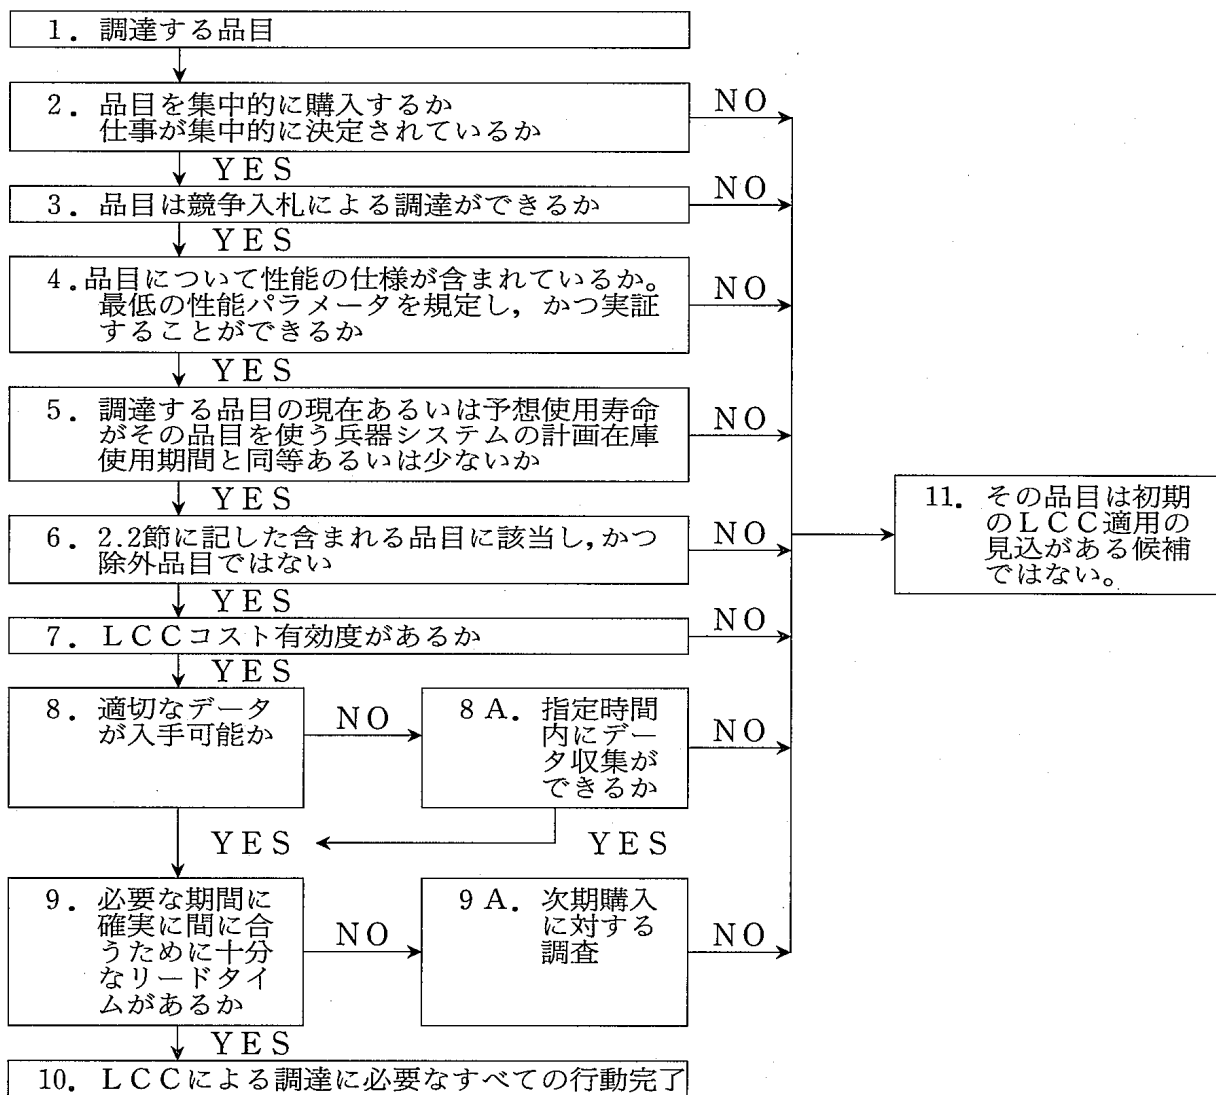 1. 調達する品目
2. 品目を集中的に購入するか
仕事が集中的に決定されているか
NO
YES
3. 品目は競争入札による調達ができるか
NO
YES
4.品目について性能の仕様が含まれているか。
最低の性能パラメータを規定し,かつ実証
することができるか
NO
YES
5. 調達する品目の現在あるいは予想使用寿命
がその品目を使う兵器システムの計画在庫
使用期間と同等あるいは少ないか
NO
YES
6. 2.2節に記した含まれる品目に該当し,かつ
除外品目ではない
NO
YES
7. LCCコスト有効度があるか
NO
YES
8. 適切なデータ
が入手可能か
NO
8A. 指定時間
内にデー
タ収集が
できるか
NO
YES
YES
9. 必要な期間に
確実に間に合
うために十分
なリードタイ
ムがあるか
NO
9A. 次期購入
に対する
調査
NO
YES
10. LCCによる調達に必要なすべての行動完了
11. その品目は初期
のLCC適用の
見込がある候補
ではない。